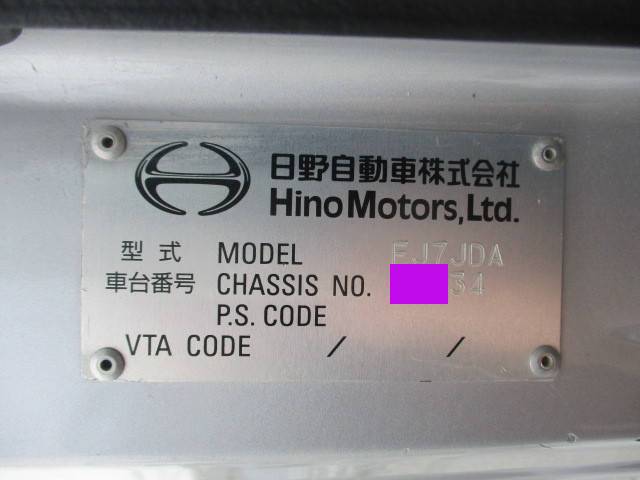 日野自動車株式会社
Hino Motors, Ltd.
型式 MODEL FJ7JDA
車台番号 CHASSIS NO. 34
P.S. CODE
VTA CODE / /